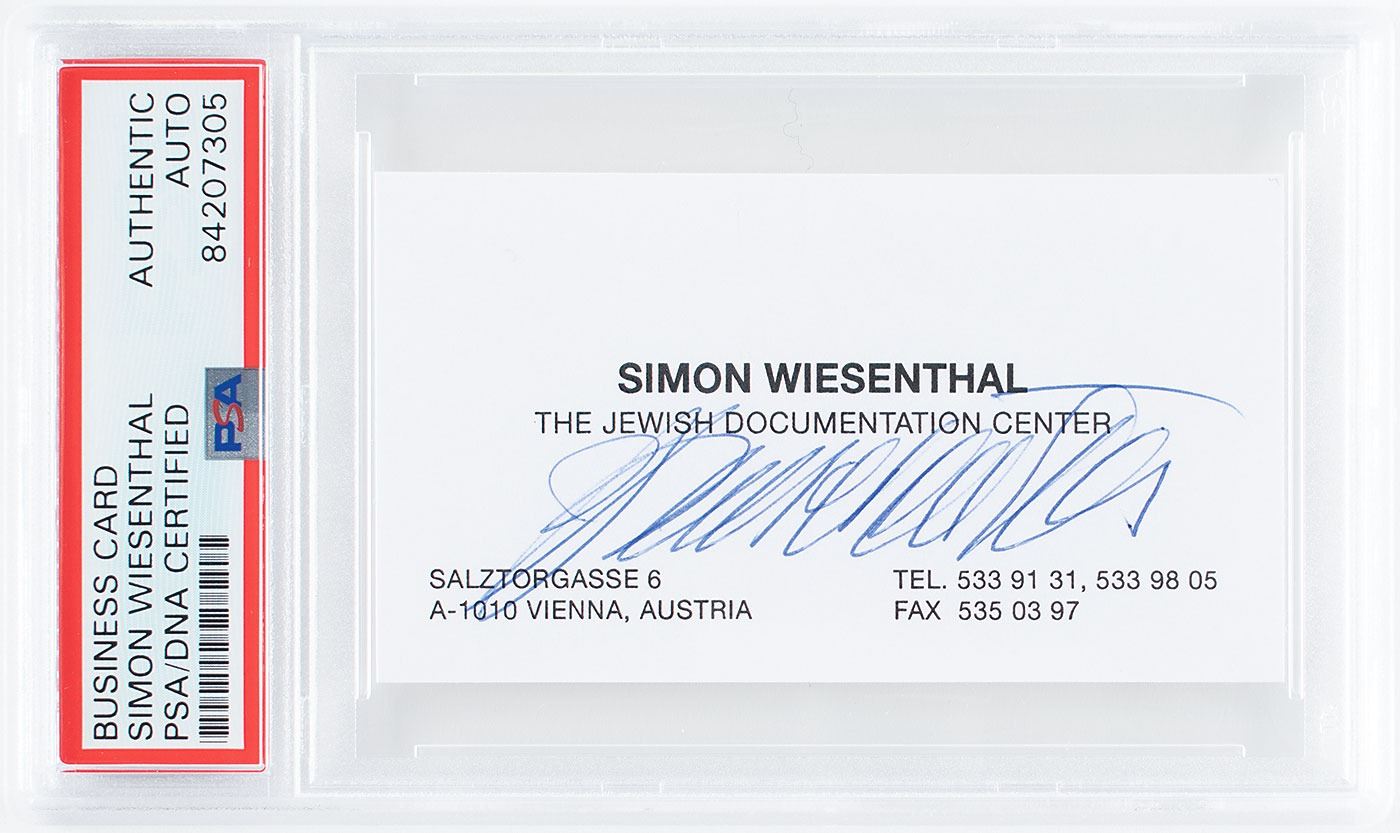 BUSINESS CARD
SIMON WIESENTHAL
PSA/DNA CERTIFIED
AUTHENTIC
AUTO
84207305
PSA
SIMON WIESENTHAL
THE JEWISH DOCUMENTATION CENTER
SALZTORGASSE 6
A-1010 VIENNA, AUSTRIA
TEL. 533 91 31, 533 98 05
FAX 535 03 97